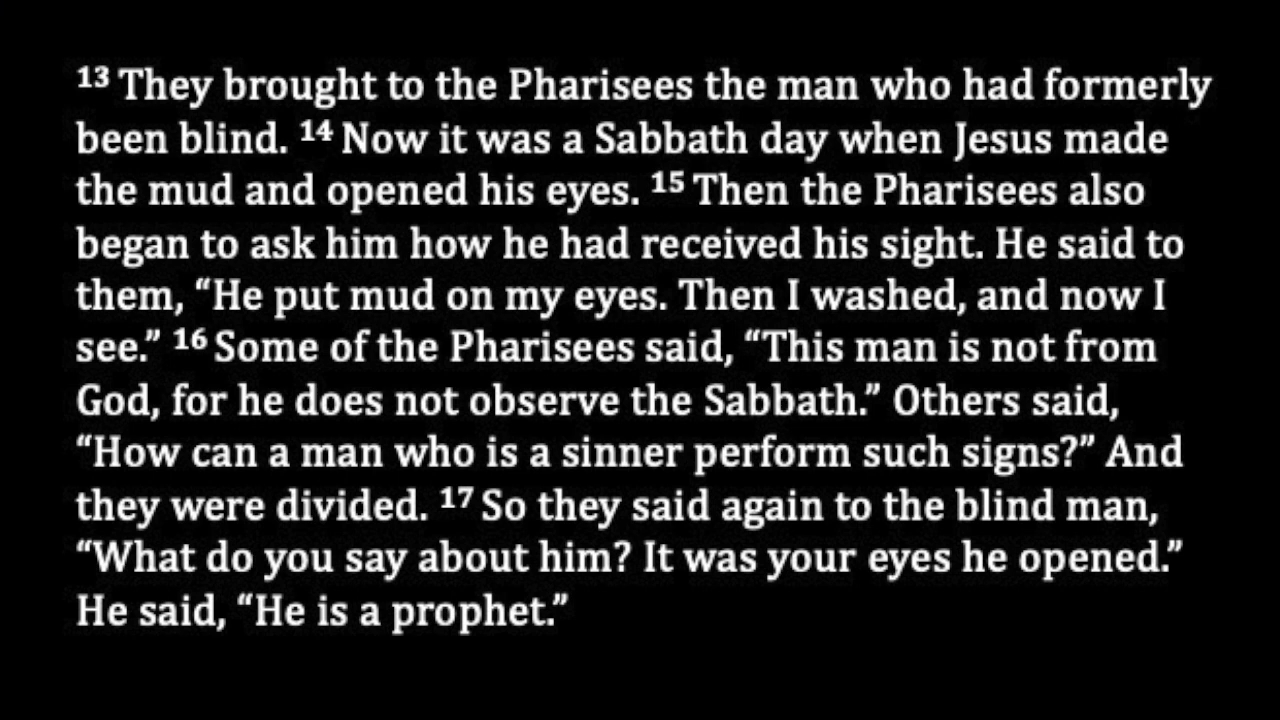 ¹³ They brought to the Pharisees the man who had formerly
been blind. ¹⁴ Now it was a Sabbath day when Jesus made
the mud and opened his eyes. ¹⁵ Then the Pharisees also
began to ask him how he had received his sight. He said to
them, “He put mud on my eyes. Then I washed, and now I
see.” ¹⁶ Some of the Pharisees said, “This man is not from
God, for he does not observe the Sabbath.” Others said,
“How can a man who is a sinner perform such signs?” And
they were divided. ¹⁷ So they said again to the blind man,
“What do you say about him? It was your eyes he opened.”
He said, “He is a prophet.”